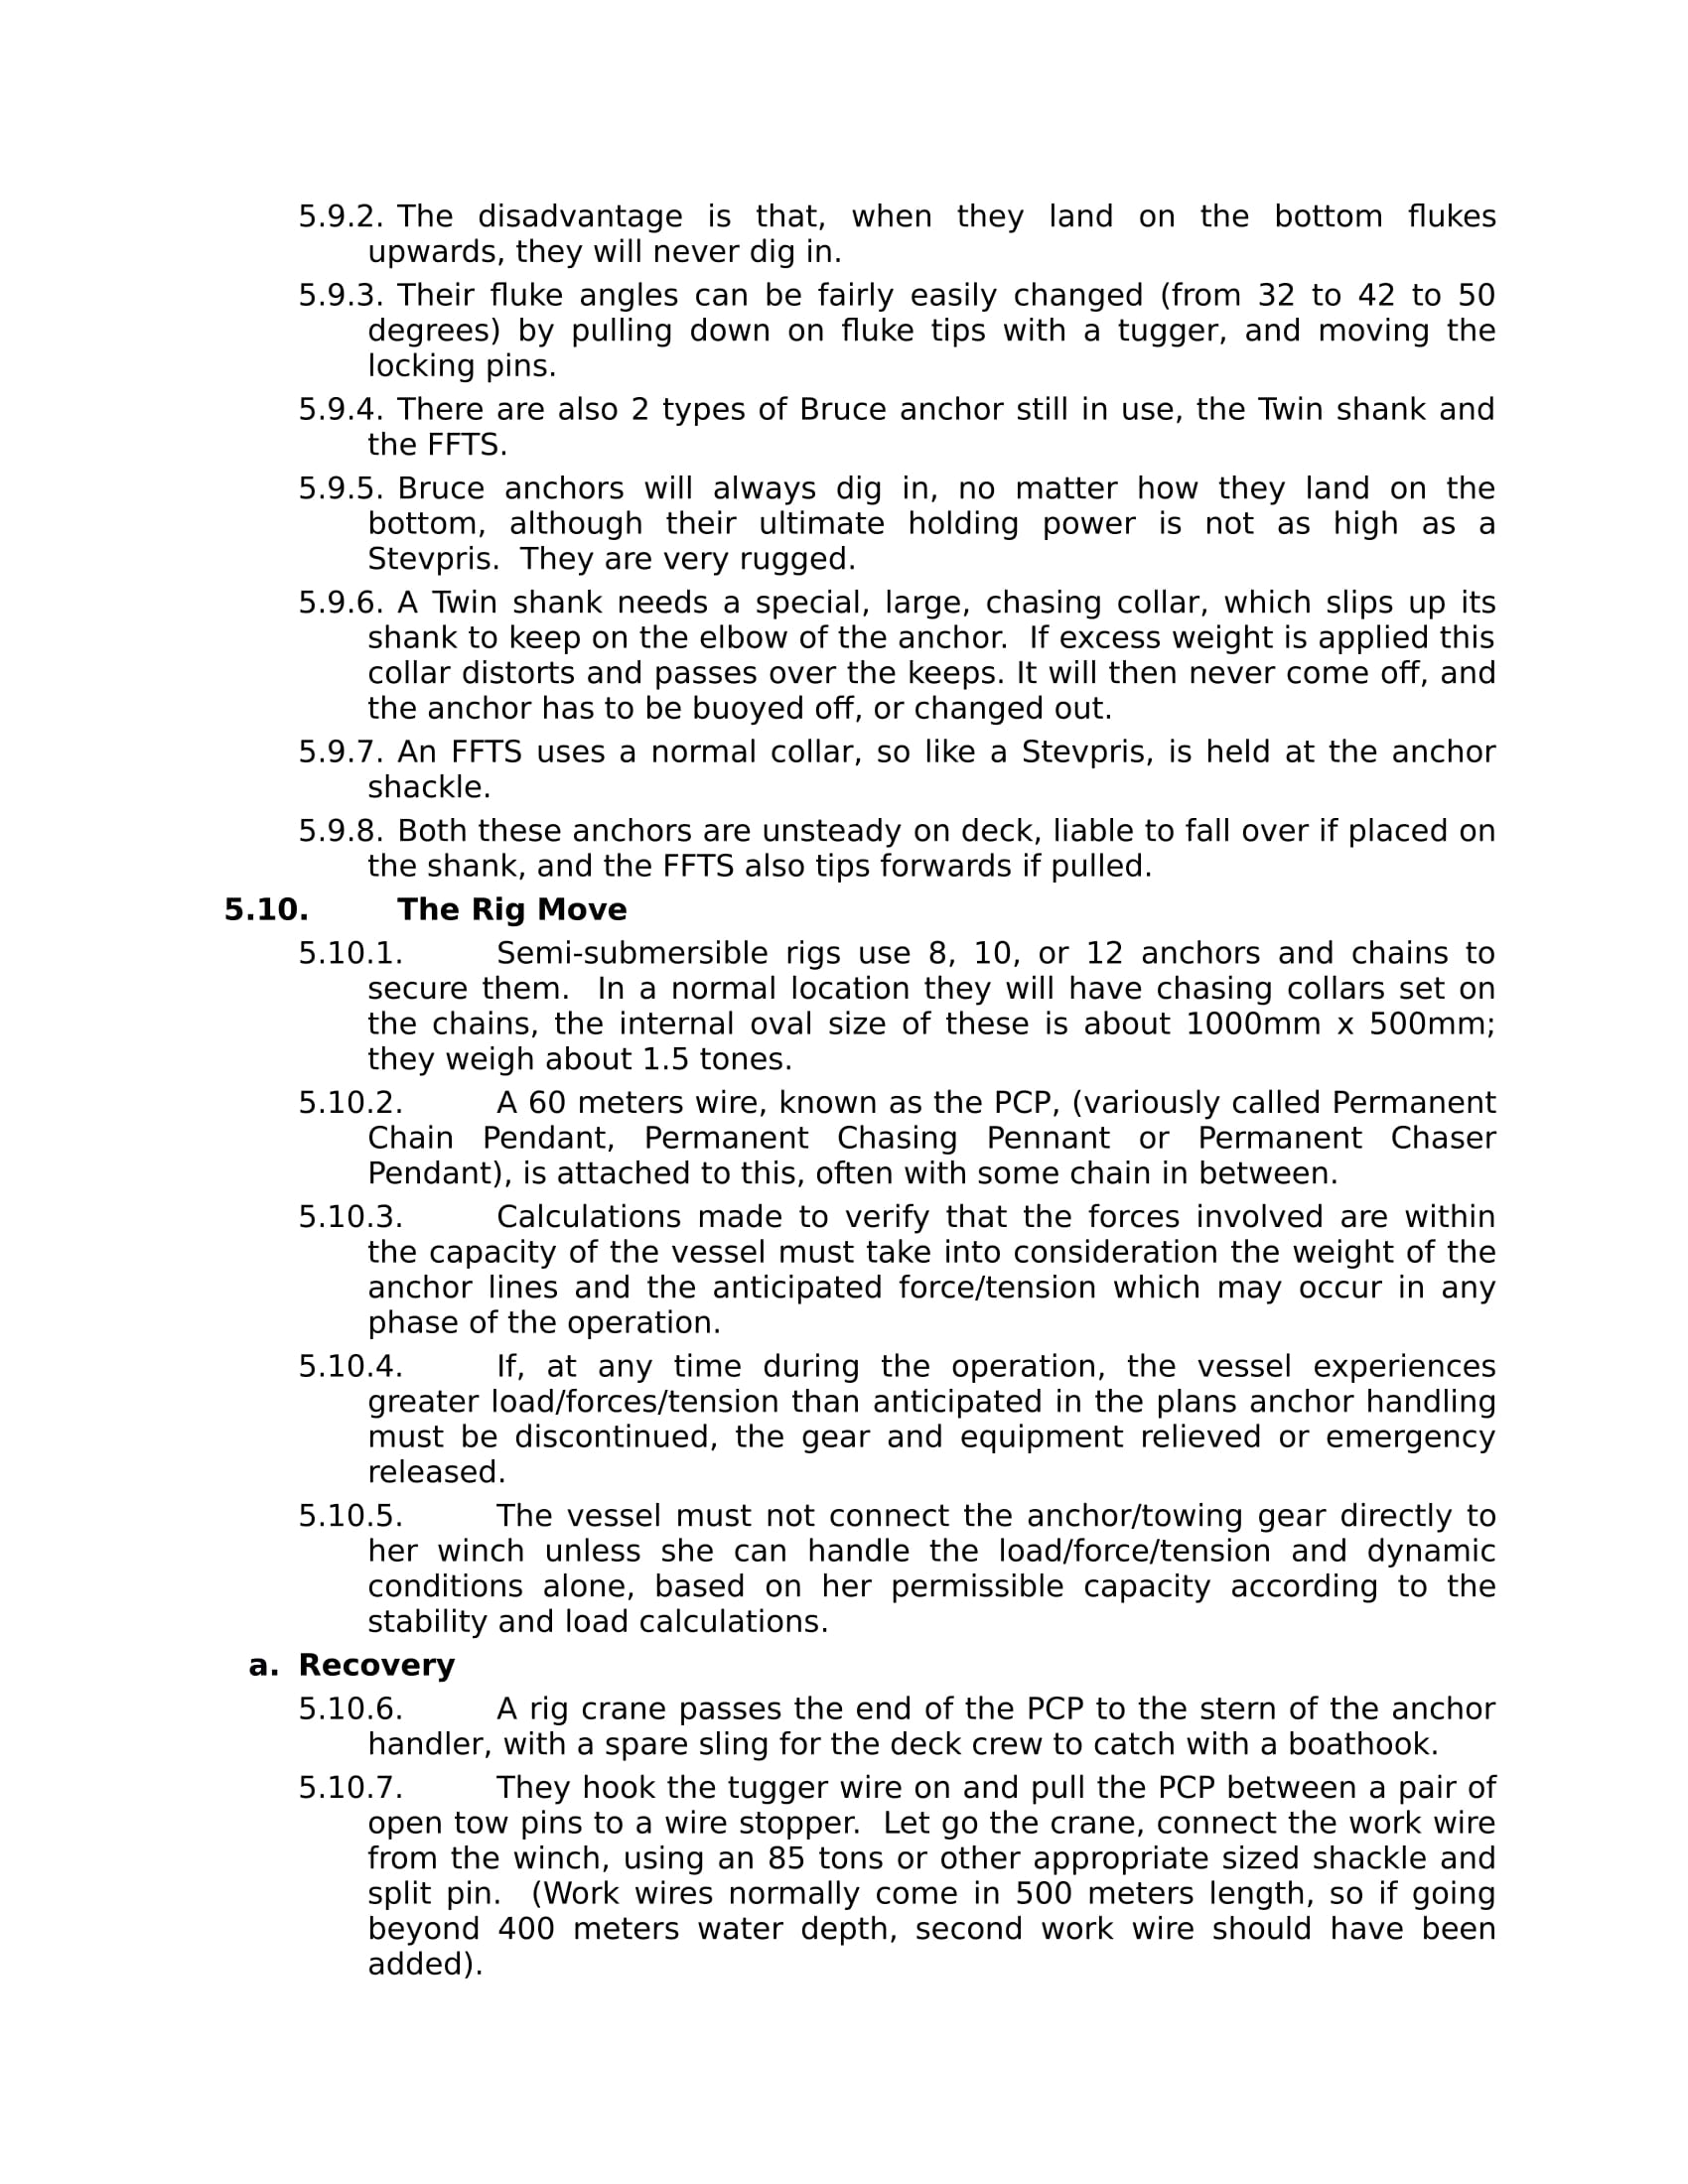 5.9.2. The disadvantage is that, when they land on the bottom flukes
upwards, they will never dig in.
5.9.3. Their fluke angles can be fairly easily changed (from 32 to 42 to 50
degrees) by pulling down on fluke tips with a tugger, and moving the
locking pins.
5.9.4. There are also 2 types of Bruce anchor still in use, the Twin shank and
the FFTS.
5.9.5. Bruce anchors will always dig in, no matter how they land on the
bottom, although their ultimate holding power is not as high as a
Stevpris.  They are very rugged.
5.9.6. A Twin shank needs a special, large, chasing collar, which slips up its
shank to keep on the elbow of the anchor.  If excess weight is applied this
collar distorts and passes over the keeps. It will then never come off, and
the anchor has to be buoyed off, or changed out.
5.9.7. An FFTS uses a normal collar, so like a Stevpris, is held at the anchor
shackle.
5.9.8. Both these anchors are unsteady on deck, liable to fall over if placed on
the shank, and the FFTS also tips forwards if pulled.
5.10. The Rig Move
5.10.1. Semi-submersible rigs use 8, 10, or 12 anchors and chains to
secure them.  In a normal location they will have chasing collars set on
the chains, the internal oval size of these is about 1000mm x 500mm;
they weigh about 1.5 tones.
5.10.2. A 60 meters wire, known as the PCP, (variously called Permanent
Chain Pendant, Permanent Chasing Pennant or Permanent Chaser
Pendant), is attached to this, often with some chain in between.
5.10.3. Calculations made to verify that the forces involved are within
the capacity of the vessel must take into consideration the weight of the
anchor lines and the anticipated force/tension which may occur in any
phase of the operation.
5.10.4. If, at any time during the operation, the vessel experiences
greater load/forces/tension than anticipated in the plans anchor handling
must be discontinued, the gear and equipment relieved or emergency
released.
5.10.5. The vessel must not connect the anchor/towing gear directly to
her winch unless she can handle the load/force/tension and dynamic
conditions alone, based on her permissible capacity according to the
stability and load calculations.
a. Recovery
5.10.6. A rig crane passes the end of the PCP to the stern of the anchor
handler, with a spare sling for the deck crew to catch with a boathook.
5.10.7. They hook the tugger wire on and pull the PCP between a pair of
open tow pins to a wire stopper.  Let go the crane, connect the work wire
from the winch, using an 85 tons or other appropriate sized shackle and
split pin.  (Work wires normally come in 500 meters length, so if going
beyond 400 meters water depth, second work wire should have been
added).